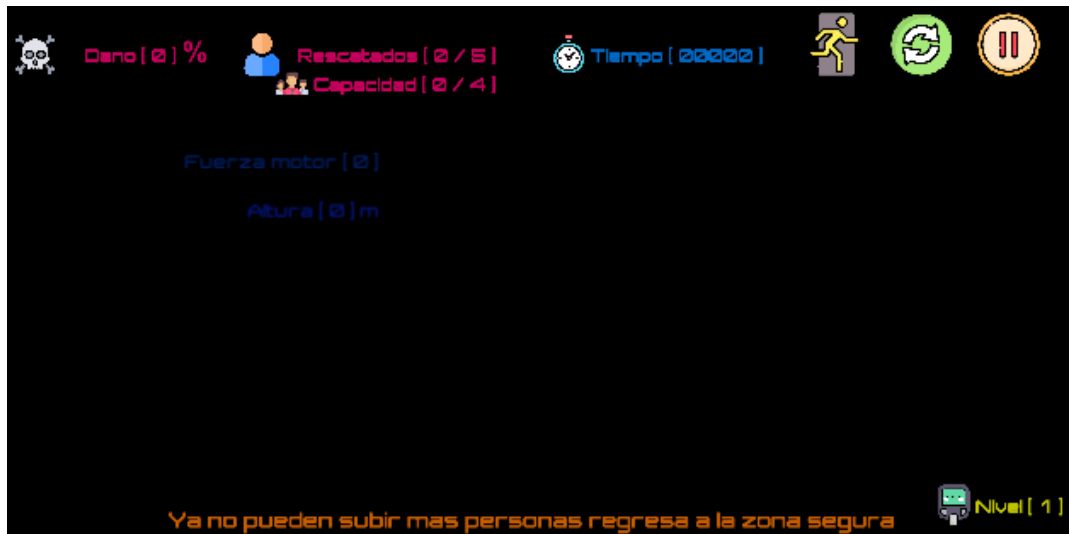 Dano [ 0 ] %
Rescatados [ 0 / 5 ]
Capacidad [ 0 / 4 ]
Tiempo [ 00000 ]
Fuerza motor [ 0 ]
Altura [ 0 ] m
Nivel [ 1 ]
Ya no pueden subir mas personas regresa a la zona segura